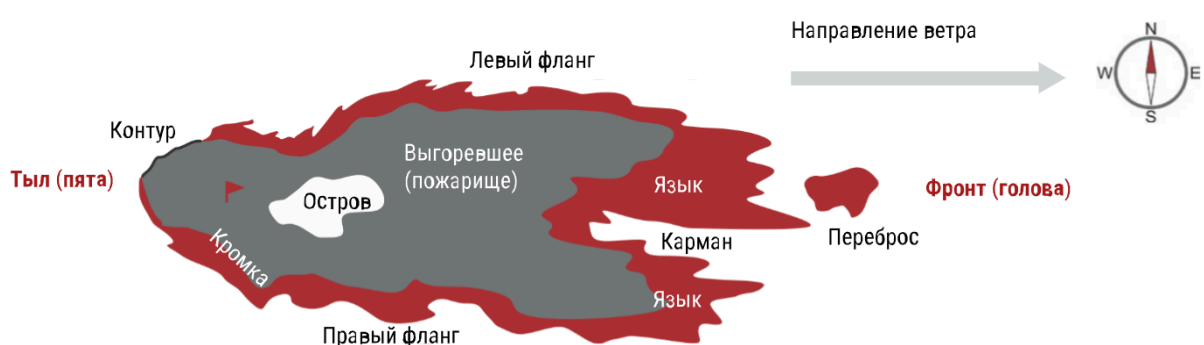 Направление ветра
N
W
E
S
Левый фланг
Контур
Тыл (пята)
Выгоревшее
(пожарище)
Остров
Язык
Фронт (голова)
Карман
Переброс
Кромка
Язык
Правый фланг